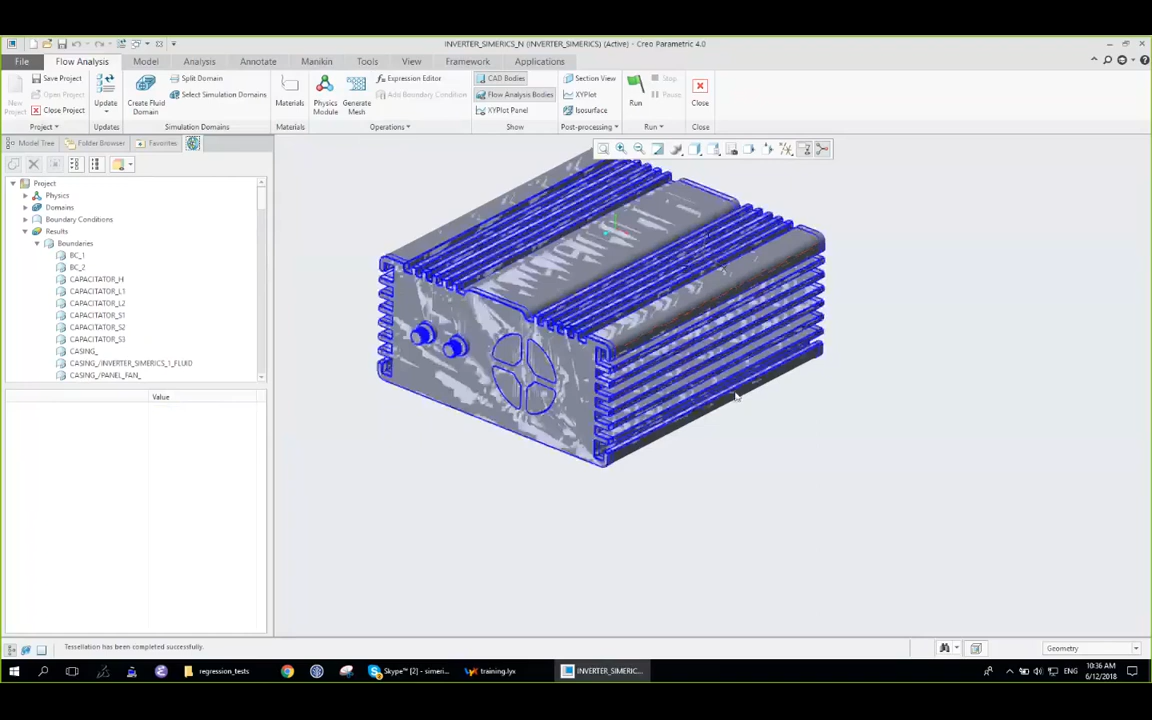 INVERTER_SIMERICS_N (INVERTER_SIMERICS) (Active) - Creo Parametric 4.0
File Flow Analysis Model Analysis Annotate Manikin Tools View Framework Applications
New Project
Save Project
Open Project
Close Project
Update
Create Fluid Domain
Split Domain
Select Simulation Domains
Materials
Physics Module
Generate Mesh
Expression Editor
Add Boundary Condition
CAD Bodies
Flow Analysis Bodies
XYPlot Panel
Section View
XYPlot
Isosurface
Run
Stop
Pause
Close
Project Updates Simulation Domains Materials Operations Show Post-processing Run Close
Model Tree Folder Browser Favorites
Project
Physics
Domains
Boundary Conditions
Results
Boundaries
BC_1
BC_2
CAPACITATOR_H
CAPACITATOR_L1
CAPACITATOR_L2
CAPACITATOR_S1
CAPACITATOR_S2
CAPACITATOR_S3
CASING_
CASING_/INVERTER_SIMERICS_1_FLUID
CASING_/PANEL_FAN_
Value
Tessellation has been completed successfully.
Geometry
regression_tests
Skype™ [2] - simeri...
training.lyx
INVERTER_SIMERIC...
ENG
10:36 AM
6/12/2018